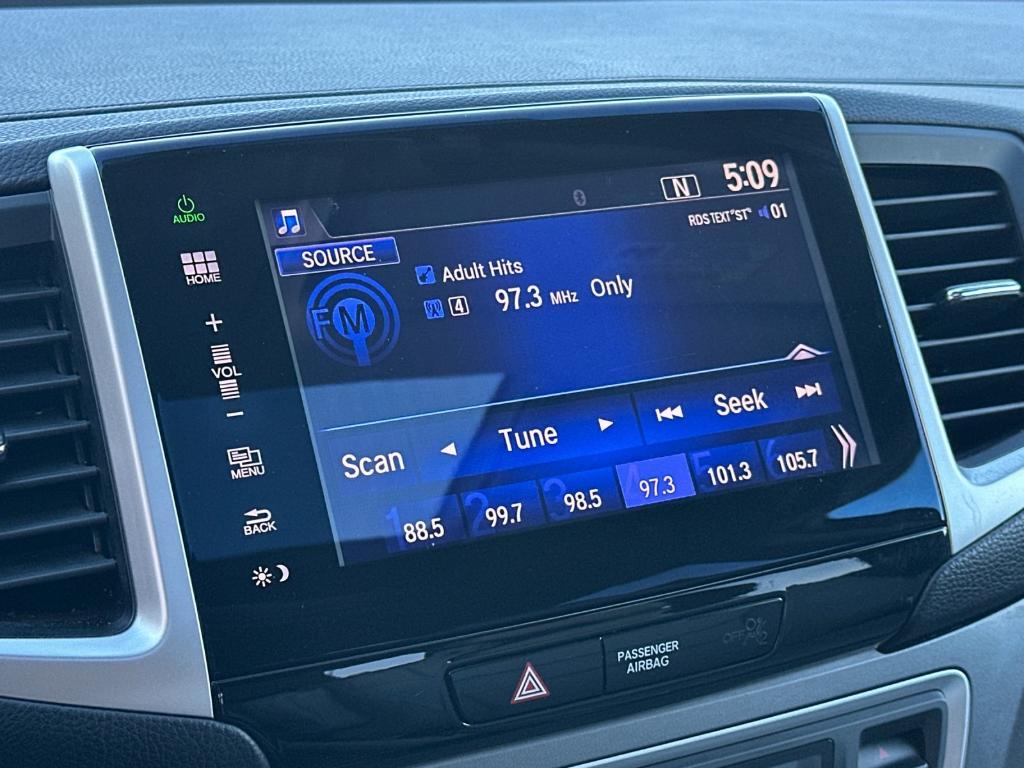 AUDIO
HOME
+
VOL
-
MENU
BACK
N 5:09
RDS TEXT "ST" 01
SOURCE
FM
Adult Hits
4 97.3 MHz Only
Scan Tune Seek
1 88.5 2 99.7 3 98.5 4 97.3 5 101.3 6 105.7
PASSENGER
AIRBAG
OFF